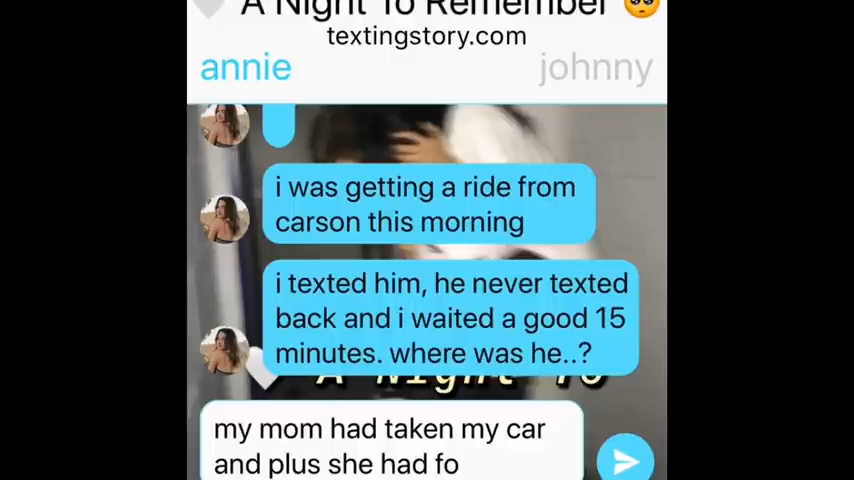 A Night To Remember
textingstory.com
annie
johnny
i was getting a ride from
carson this morning
i texted him, he never texted
back and i waited a good 15
minutes. where was he..?
A Night To
my mom had taken my car
and plus she had fo